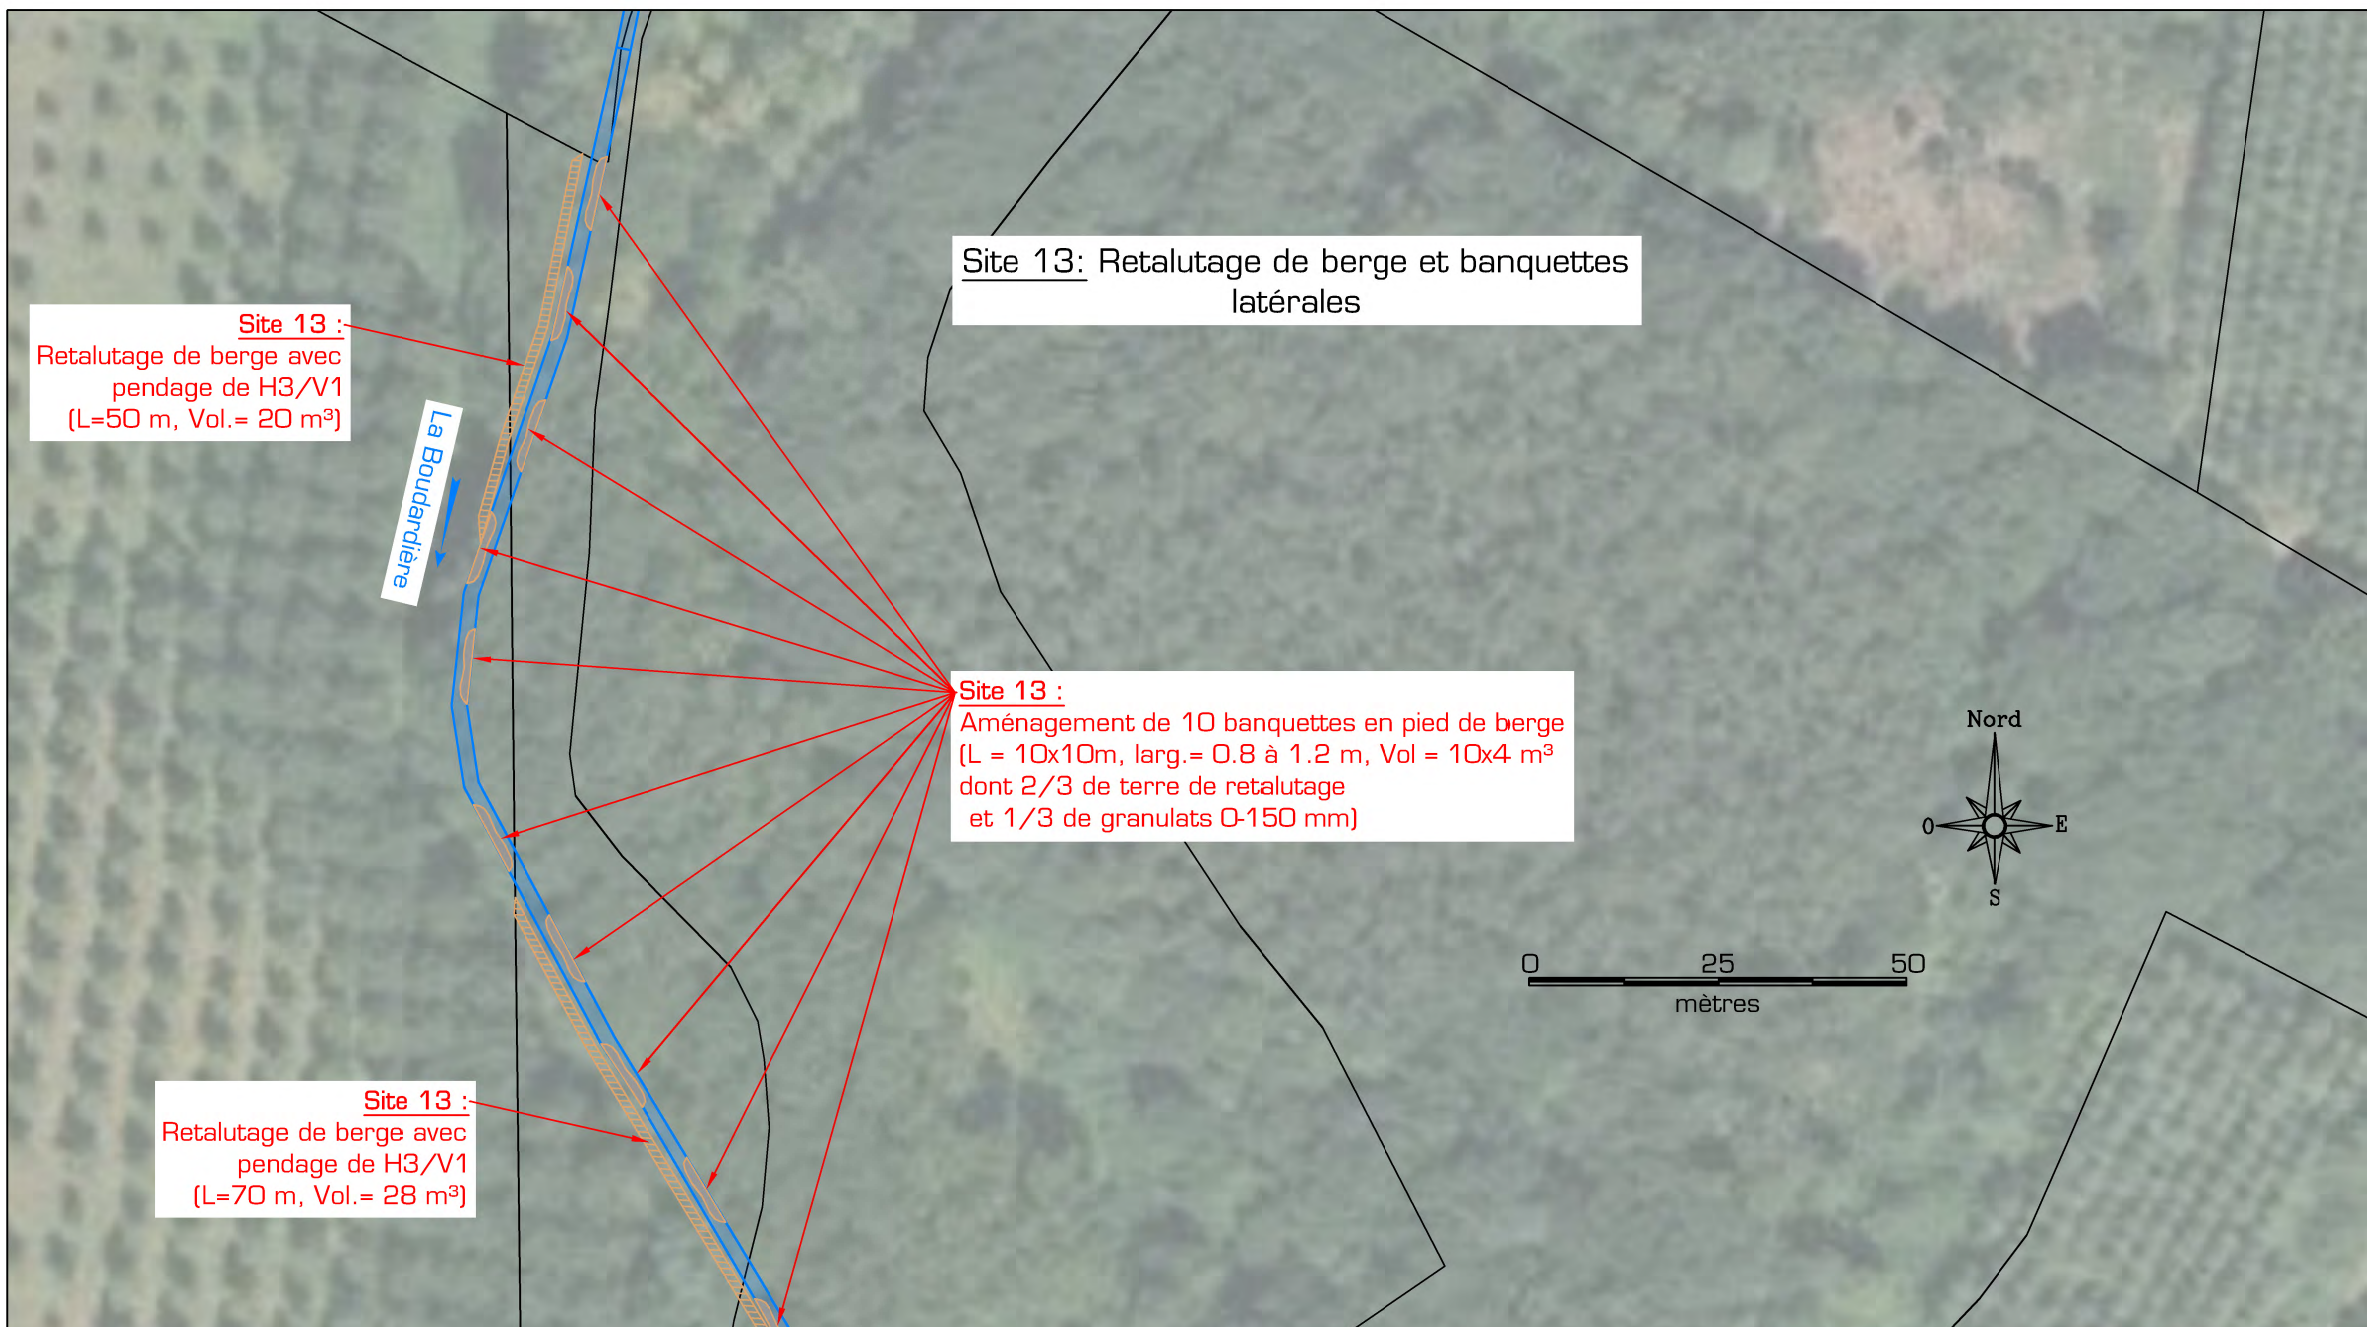 Site 13: Retalutage de berge et banquettes
latérales
Site 13 :
Retalutage de berge avec
pendage de H3/V1
(L=50 m, Vol.= 20 m³)
La Boudardière
Site 13 :
Aménagement de 10 banquettes en pied de berge
(L = 10x10m, larg.= 0.8 à 1.2 m, Vol = 10x4 m³
dont 2/3 de terre de retalutage
et 1/3 de granulats 0-150 mm)
Nord
O E
S
0 25 50
mètres
Site 13 :
Retalutage de berge avec
pendage de H3/V1
(L=70 m, Vol.= 28 m³)